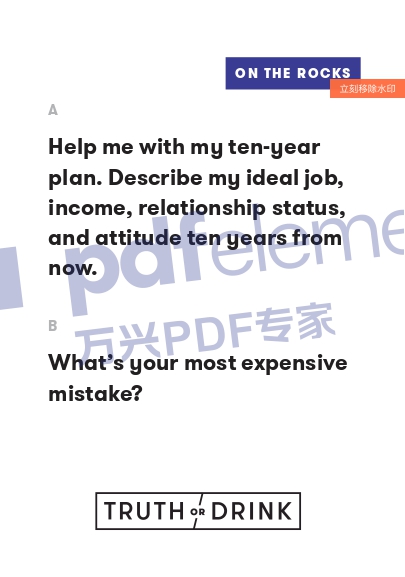 ON THE ROCKS
立刻移除水印
A
Help me with my ten-year
plan. Describe my ideal job,
income, relationship status,
and attitude ten years from
now.
pdfeleme
B
万兴PDF专家
What's your most expensive
mistake?
TRUTH OR DRINK